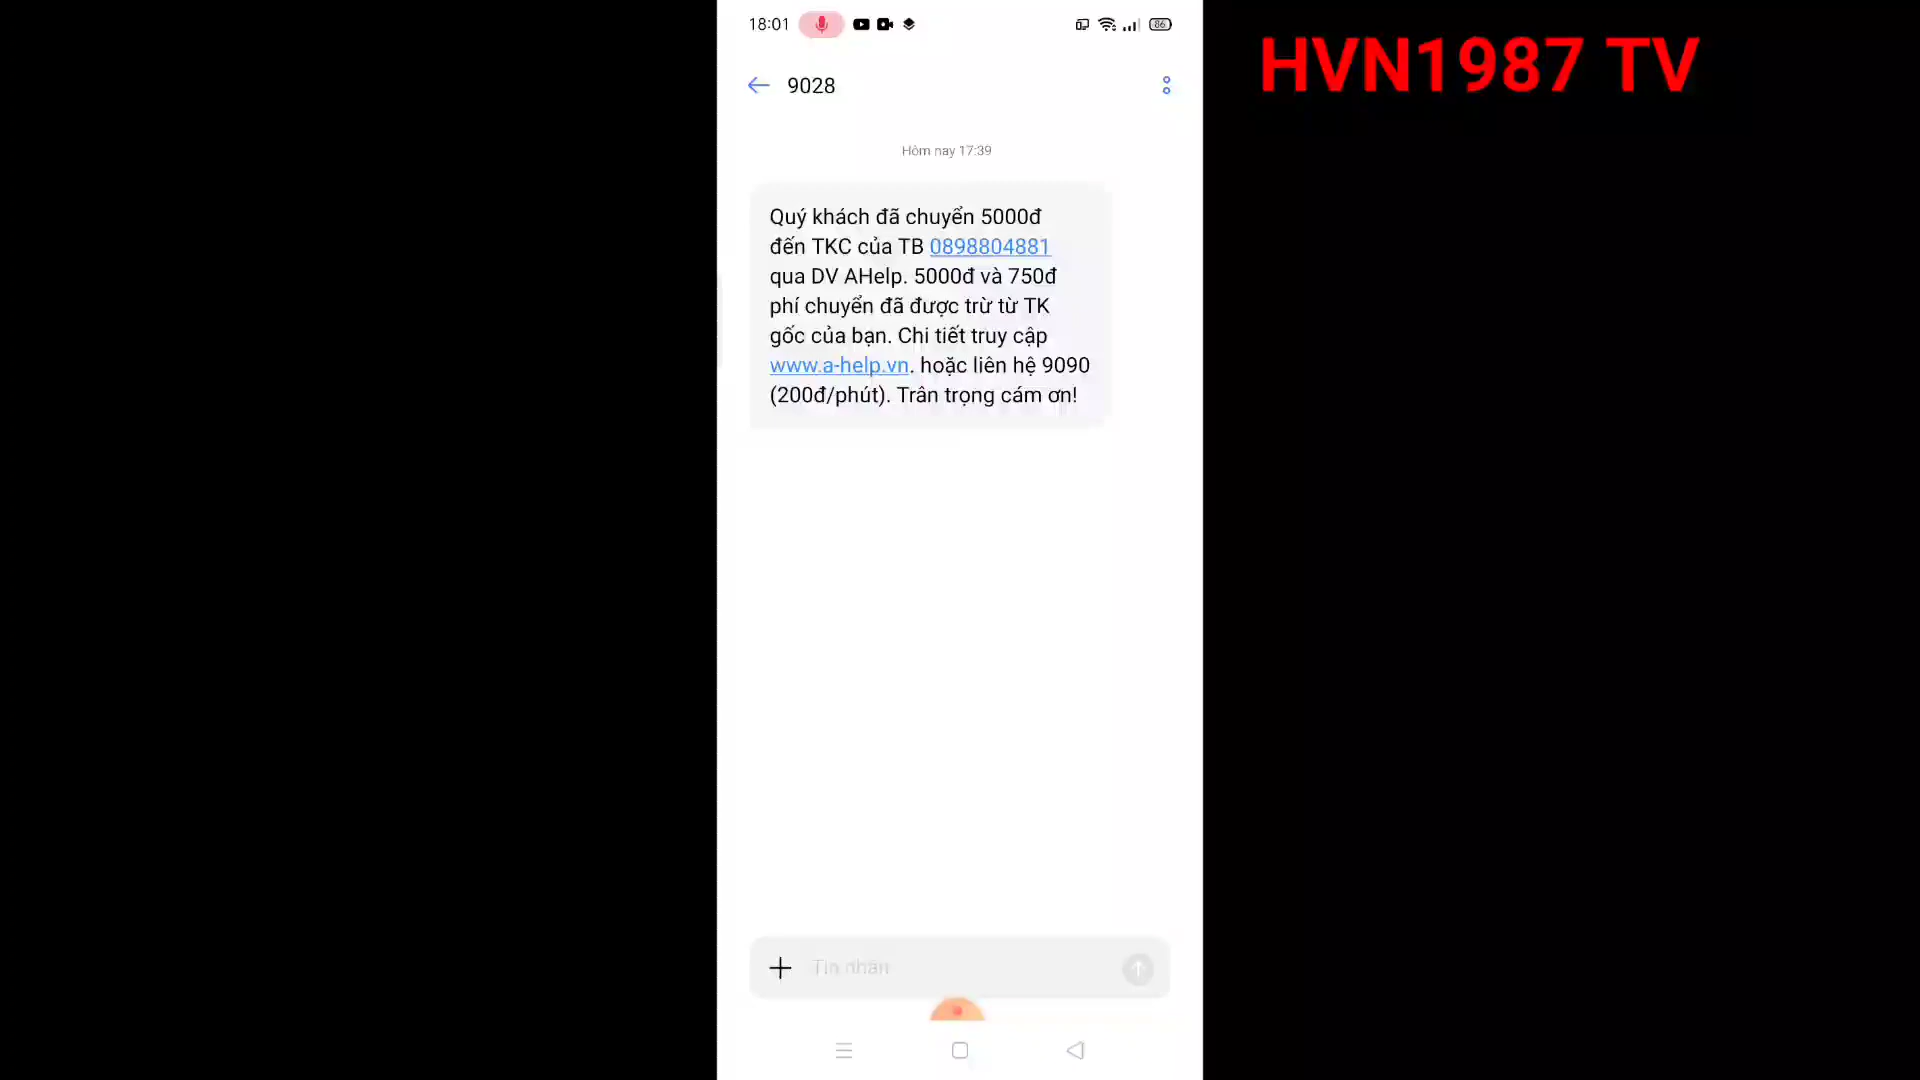 18:01
86
HVN1987 TV
9028
Hôm nay 17:39
Quý khách đã chuyển 5000đ
đến TKC của TB 0898804881
qua DV AHelp. 5000đ và 750đ
phí chuyển đã được trừ từ TK
gốc của bạn. Chi tiết truy cập
www.a-help.vn. hoặc liên hệ 9090
(200đ/phút). Trân trọng cám ơn!
Tin nhắn